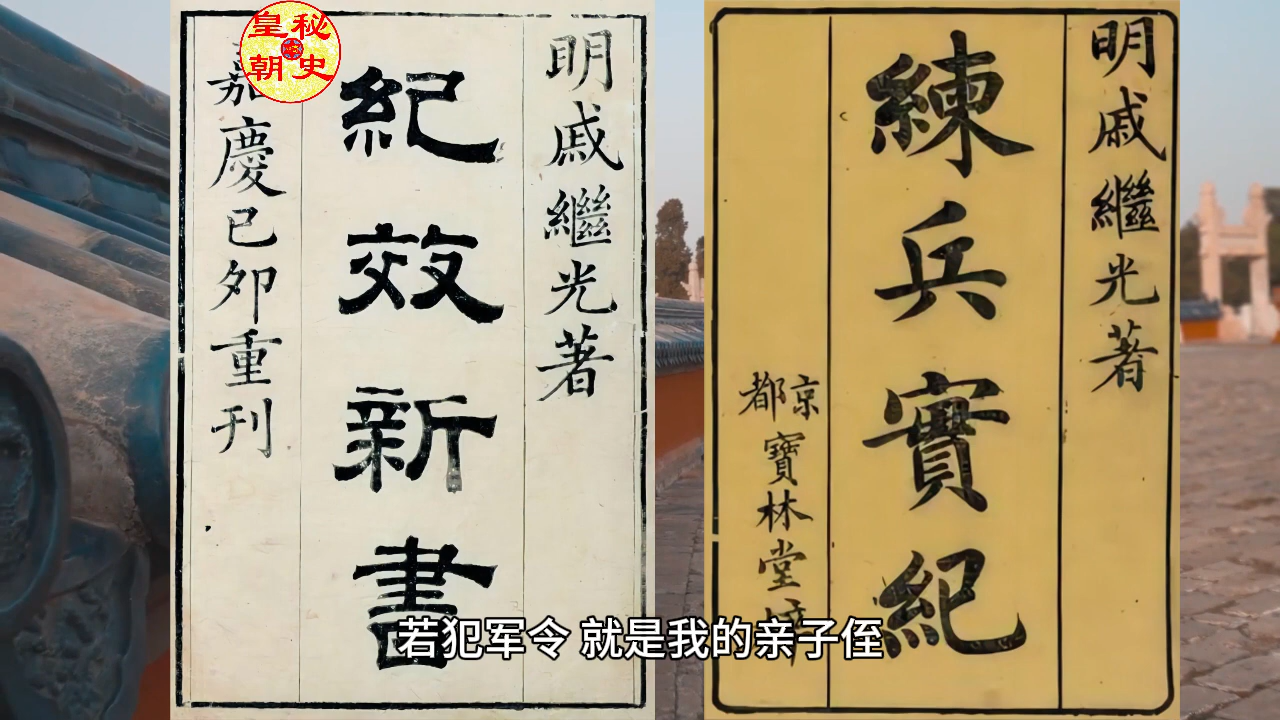 皇秘
朝史
明戚繼光著
紀效新書
嘉慶己卯重刊
明戚繼光著
練兵實紀
京都
寶林堂
若犯军令 就是我的亲子侄